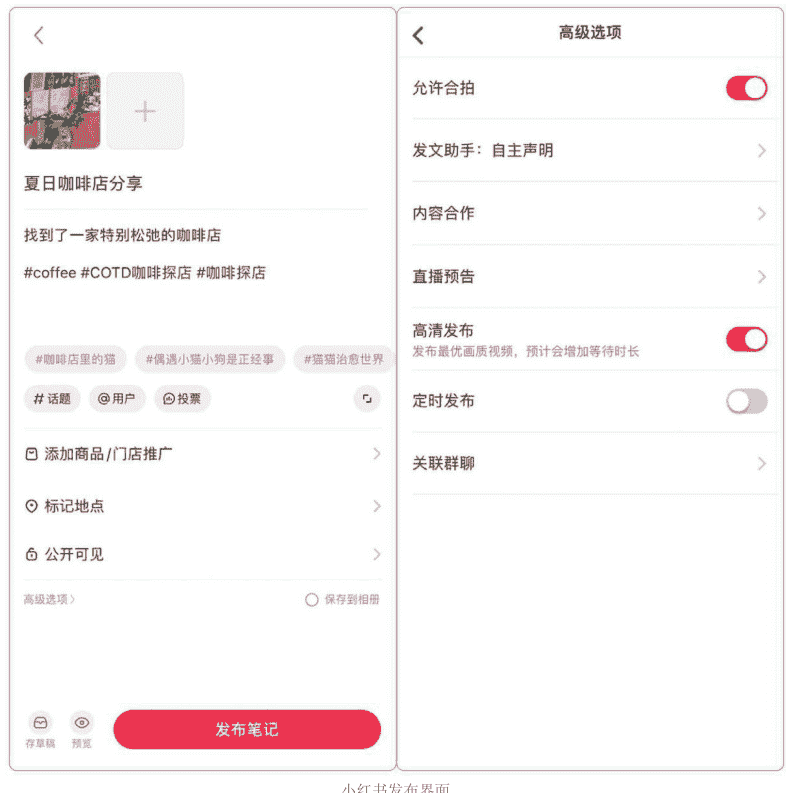 夏日咖啡店分享
找到了一家特别松弛的咖啡店
#coffee #COTD咖啡探店 #咖啡探店
#咖啡店里的猫 #偶遇小猫小狗是正经事 #猫猫治愈世界
#话题 @用户 投票
添加商品/门店推广
标记地点
公开可见
高级选项 保存到相册
存草稿 预览 发布笔记
高级选项
允许合拍
发文助手：自主声明
内容合作
直播预告
高清发布
发布最优画质视频，预计会增加等待时长
定时发布
关联群聊
小红书发布界面